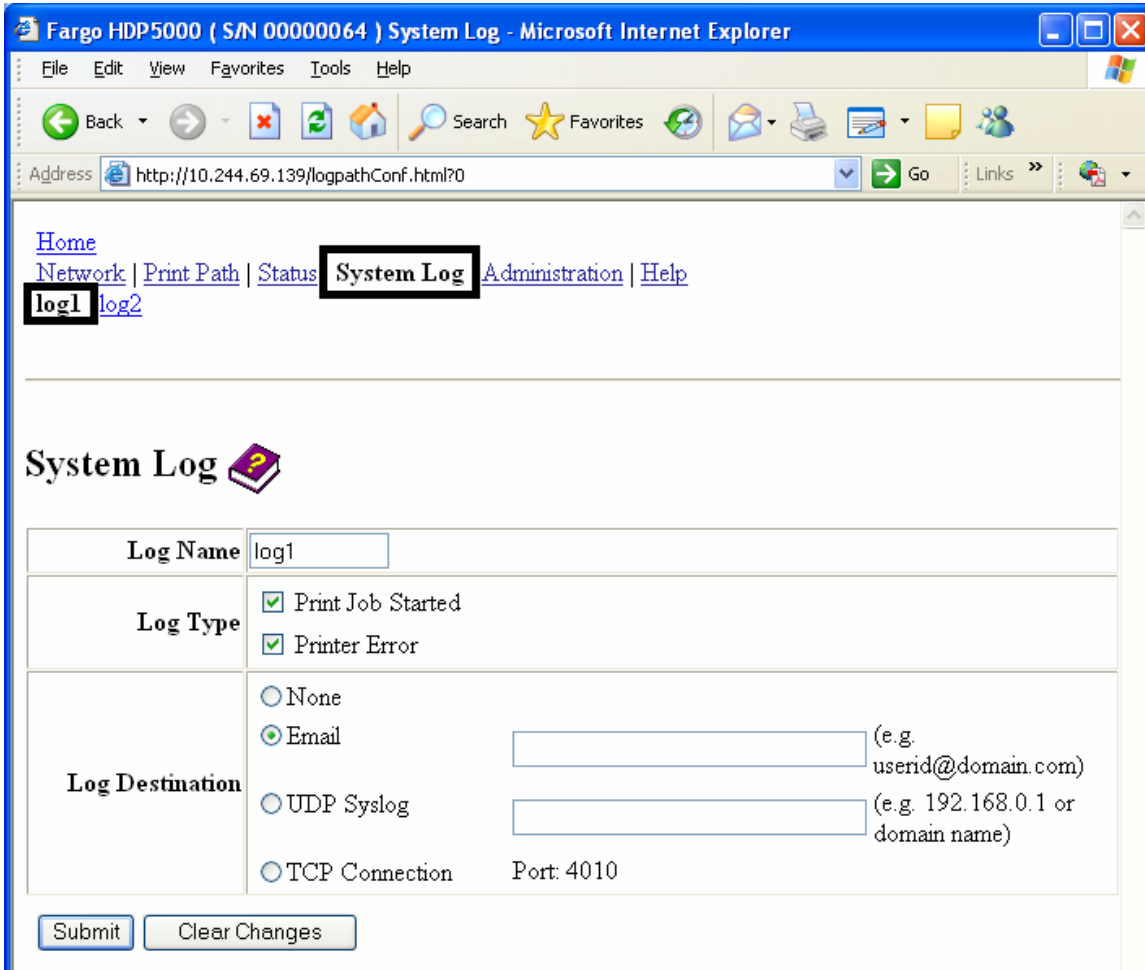 Fargo HDP5000 ( S/N 00000064 ) System Log - Microsoft Internet Explorer
File Edit View Favorites Tools Help
Back Search Favorites
Address http://10.244.69.139/logpathConf.html?0 Go Links »
Home
Network | Print Path | Status System Log Administration | Help
log1 log2
System Log ?
Log Name log1
Log Type Print Job Started
Printer Error
Log Destination
None
Email (e.g.
userid@domain.com)
UDP Syslog (e.g. 192.168.0.1 or
domain name)
TCP Connection Port: 4010
Submit Clear Changes